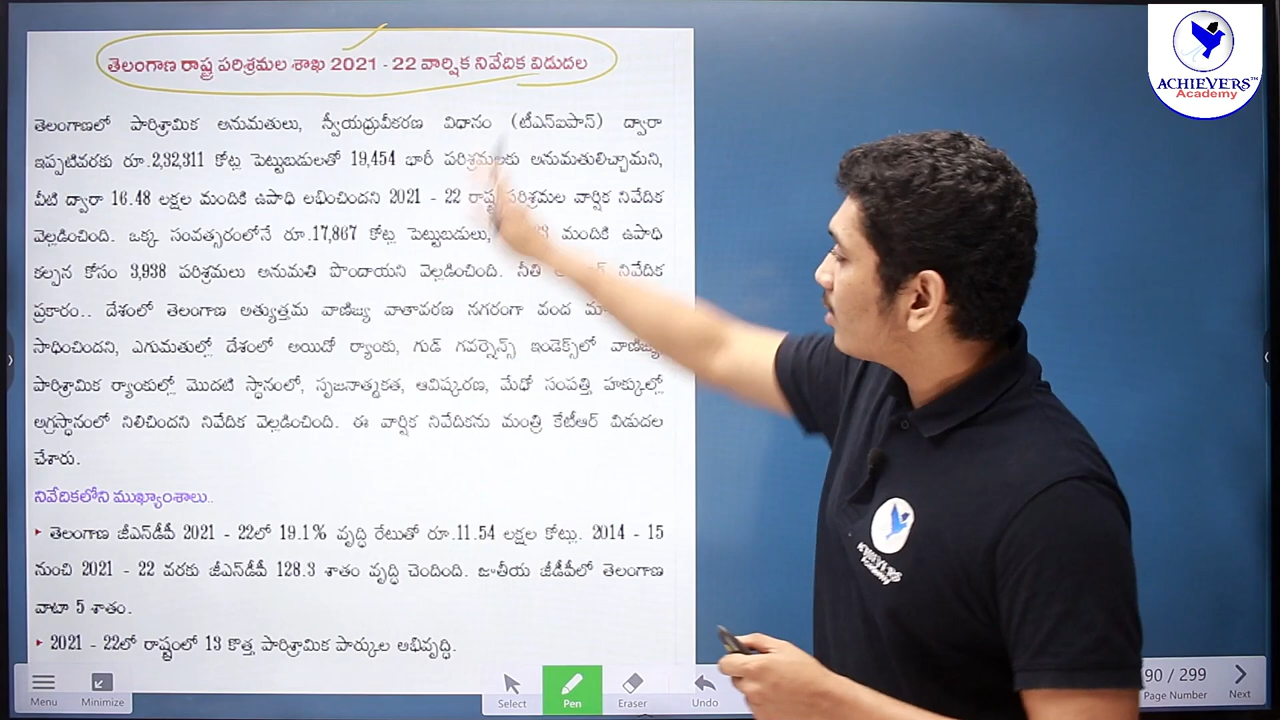 తెలంగాణ రాష్ట్ర పరిశ్రమల శాఖ 2021 - 22 వార్షిక నివేదిక విడుదల
తెలంగాణలో పారిశ్రామిక అనుమతులు, స్వీయధ్రువీకరణ విధానం (టీఎస్ఐపాస్) ద్వారా
ఇప్పటివరకు రూ.2,32,311 కోట్ల పెట్టుబడులతో 19,454 భారీ పరిశ్రమలకు అనుమతులిచ్చామని,
వీటి ద్వారా 16.48 లక్షల మందికి ఉపాధి లభించిందని 2021 - 22 రాష్ట్ర పరిశ్రమల వార్షిక నివేదిక
వెల్లడించింది. ఒక్క సంవత్సరంలోనే రూ.17,867 కోట్ల పెట్టుబడులు, మందికి ఉపాధి
కల్పన కోసం 3,938 పరిశ్రమలు అనుమతి పొందాయని వెల్లడించింది. నీతి నివేదిక
ప్రకారం.. దేశంలో తెలంగాణ అత్యుత్తమ వాణిజ్య వాతావరణ నగరంగా వంద
సాధించిందని, ఎగుమతుల్లో దేశంలో అయిదో ర్యాంకు, గుడ్ గవర్నెన్స్ ఇండెక్స్‌లో వాణిజ్య,
పారిశ్రామిక ర్యాంకుల్లో మొదటి స్థానంలో, సృజనాత్మకత, ఆవిష్కరణ, మేధో సంపత్తి హక్కుల్లో
అగ్రస్థానంలో నిలిచిందని నివేదిక వెల్లడించింది. ఈ వార్షిక నివేదికను మంత్రి కేటీఆర్ విడుదల
చేశారు.
నివేదికలోని ముఖ్యాంశాలు..
తెలంగాణ జీఎస్‌డీపీ 2021 - 22లో 19.1% వృద్ధి రేటుతో రూ.11.54 లక్షల కోట్లు. 2014 - 15
నుంచి 2021 - 22 వరకు జీఎస్‌డీపీ 128.3 శాతం వృద్ధి చెందింది. జాతీయ జీడీపీలో తెలంగాణ
వాటా 5 శాతం.
2021 - 22లో రాష్ట్రంలో 13 కొత్త పారిశ్రామిక పార్కుల అభివృద్ధి.
ACHIEVERS™
Academy
ACHIEVERS
Academy
Menu Minimize Select Pen Eraser Undo
90 / 299
Page Number Next